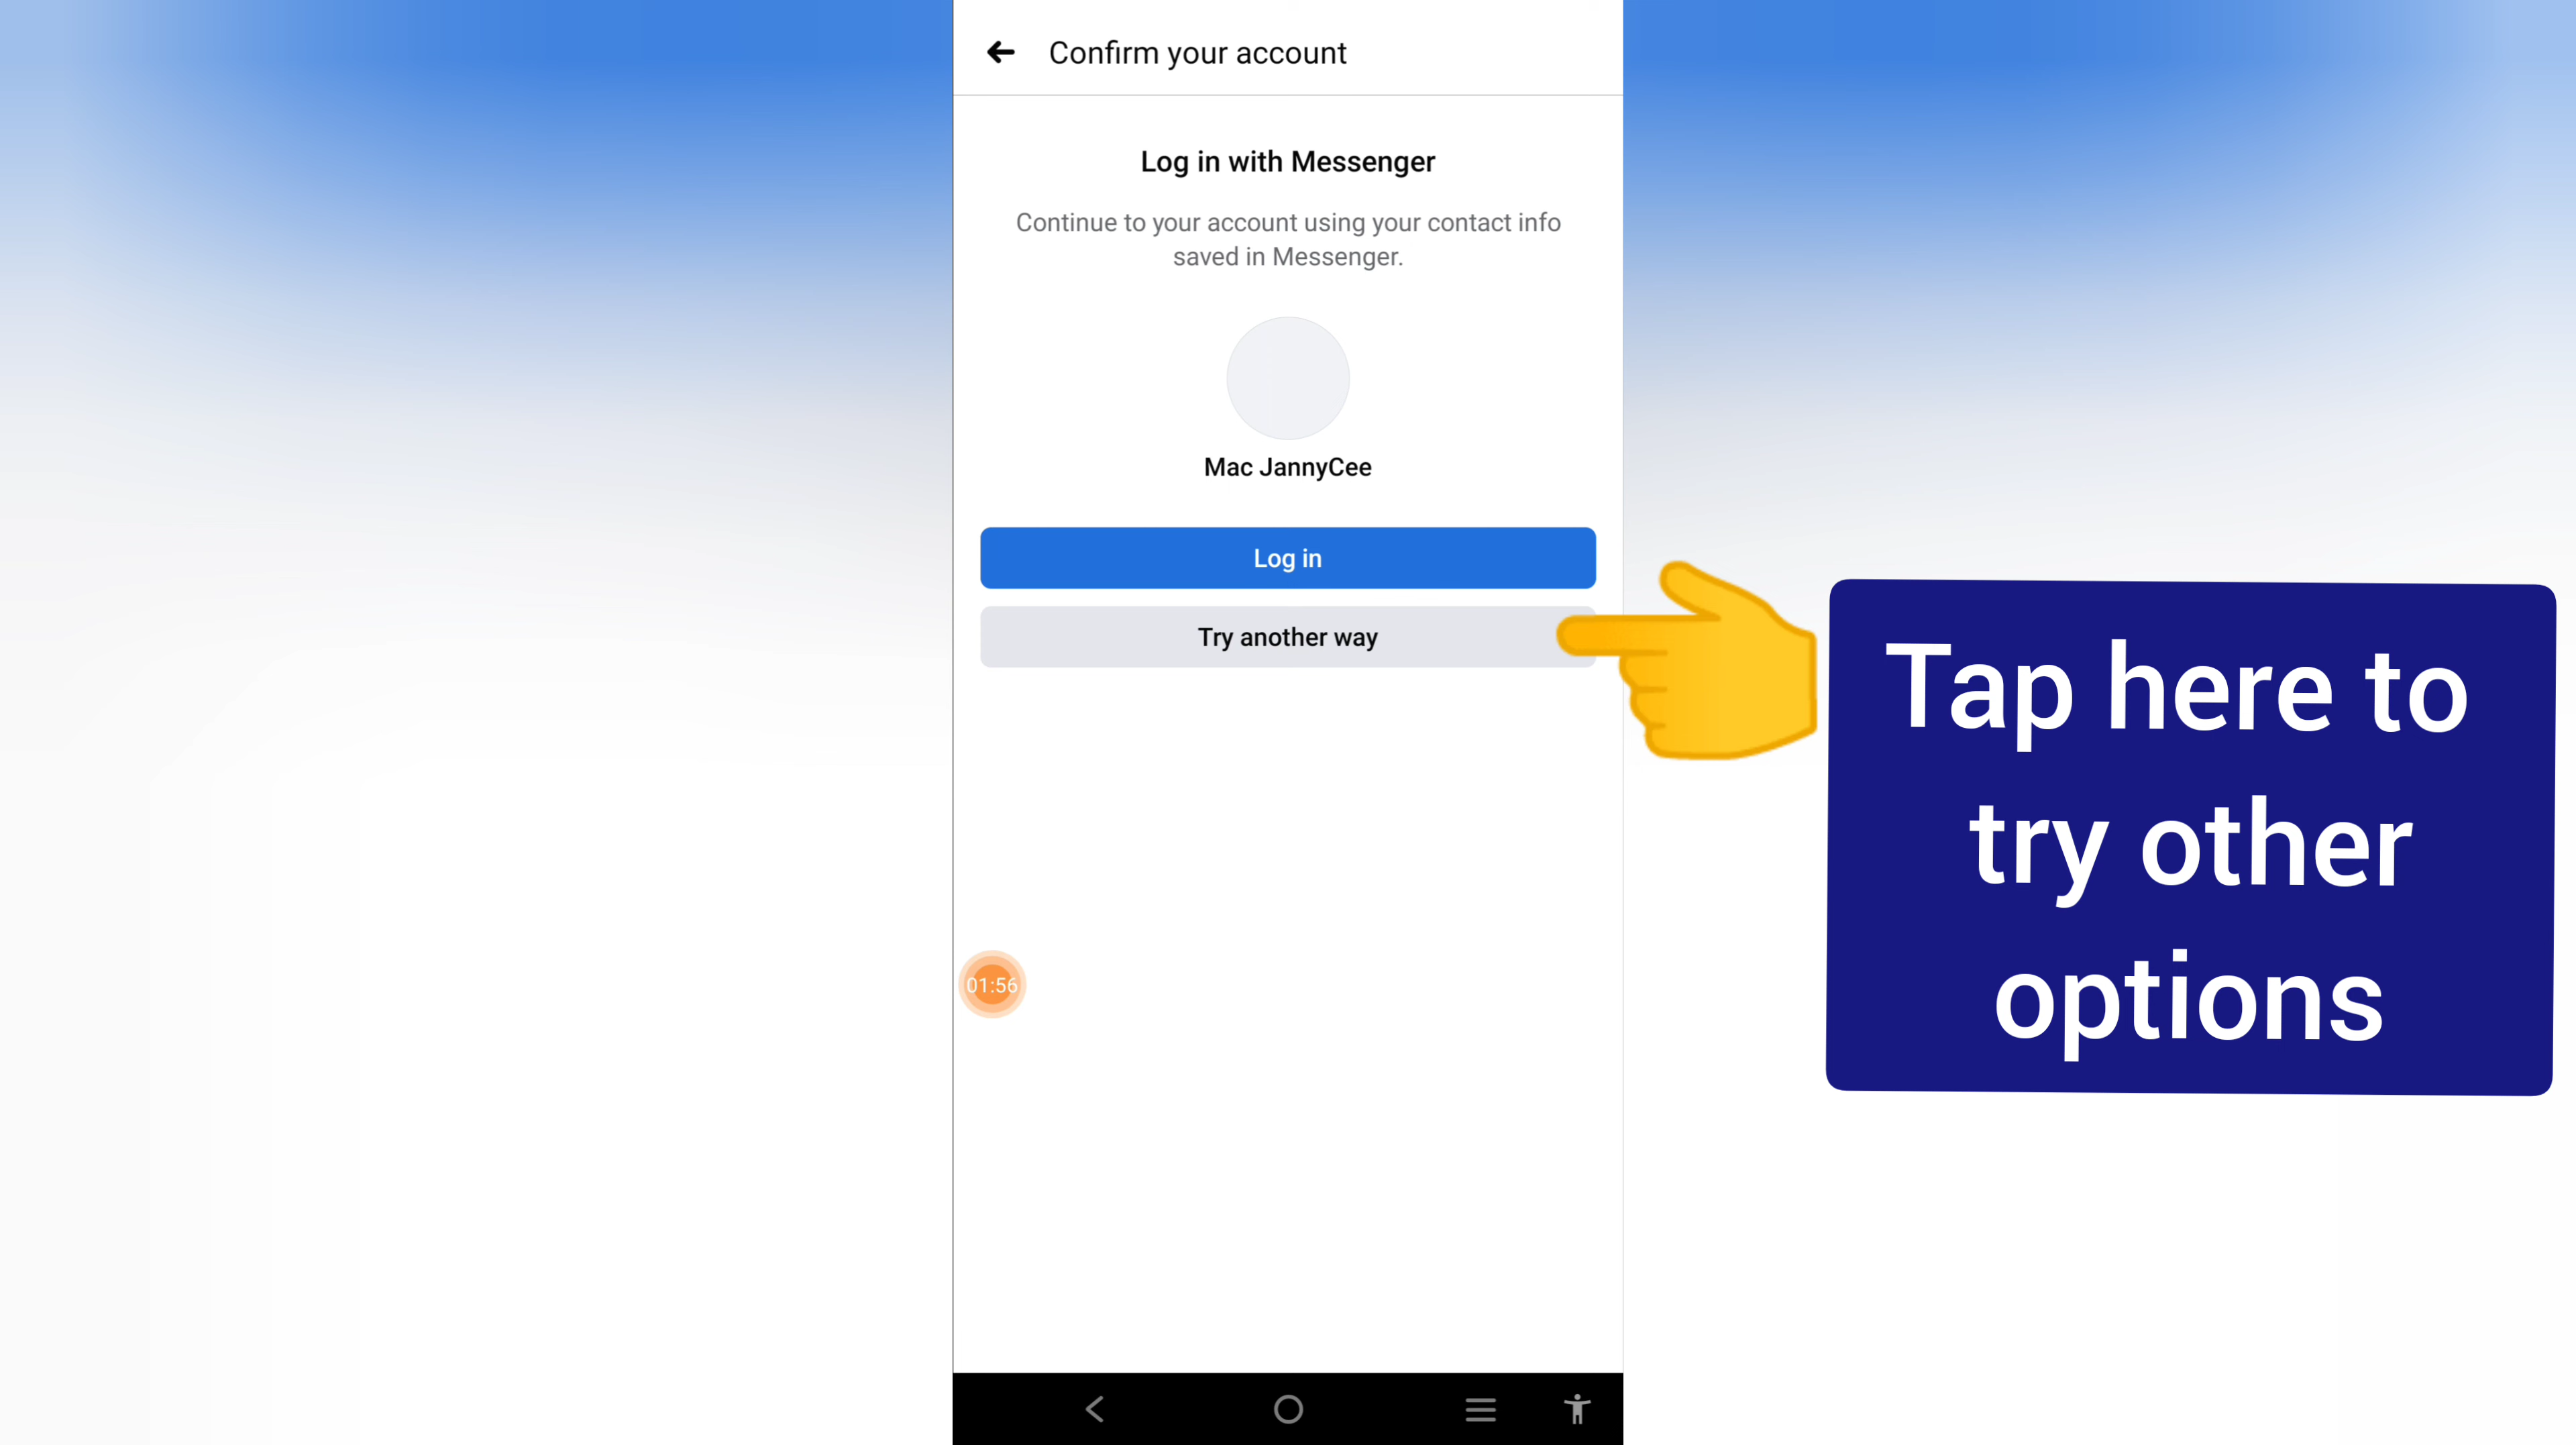 Confirm your account
Log in with Messenger
Continue to your account using your contact info
saved in Messenger.
Mac JannyCee
Log in
Try another way
Tap here to
try other
options
01:56